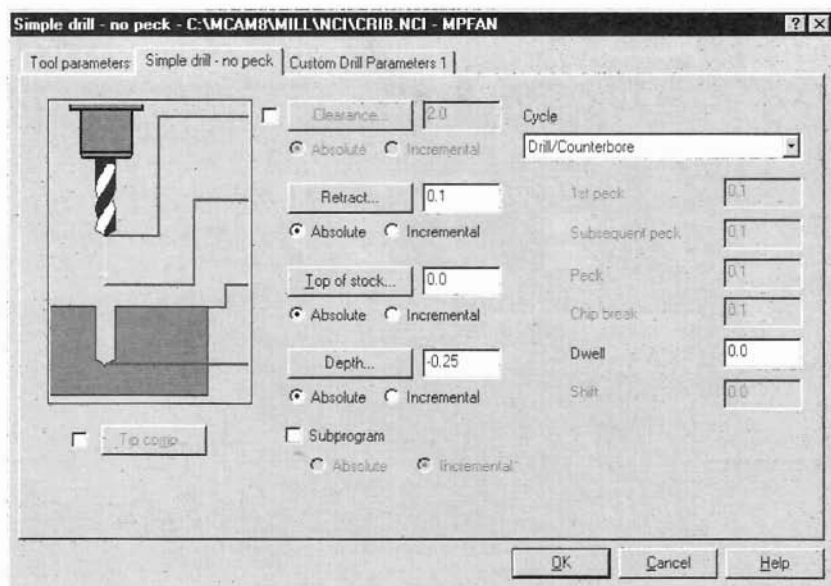 Simple drill - no peck - C:\MCAM8\MILL\NCI\CRIB.NCI - MPFAN
Tool parameters
Simple drill - no peck
Custom Drill Parameters 1
Clearance...
2.0
Absolute
Incremental
Retract...
0.1
Absolute
Incremental
Top of stock...
0.0
Absolute
Incremental
Depth...
-0.25
Absolute
Incremental
Tip comp...
Subprogram
Absolute
Incremental
Cycle
Drill/Counterbore
1st peck
0.1
Subsequent peck
0.1
Peck
0.1
Chip break
0.1
Dwell
0.0
Shift
0.0
OK
Cancel
Help